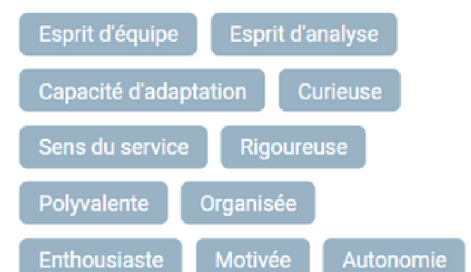 Esprit d'équipe Esprit d'analyse
Capacité d'adaptation Curieuse
Sens du service Rigoureuse
Polyvalente Organisée
Enthousiaste Motivée Autonomie